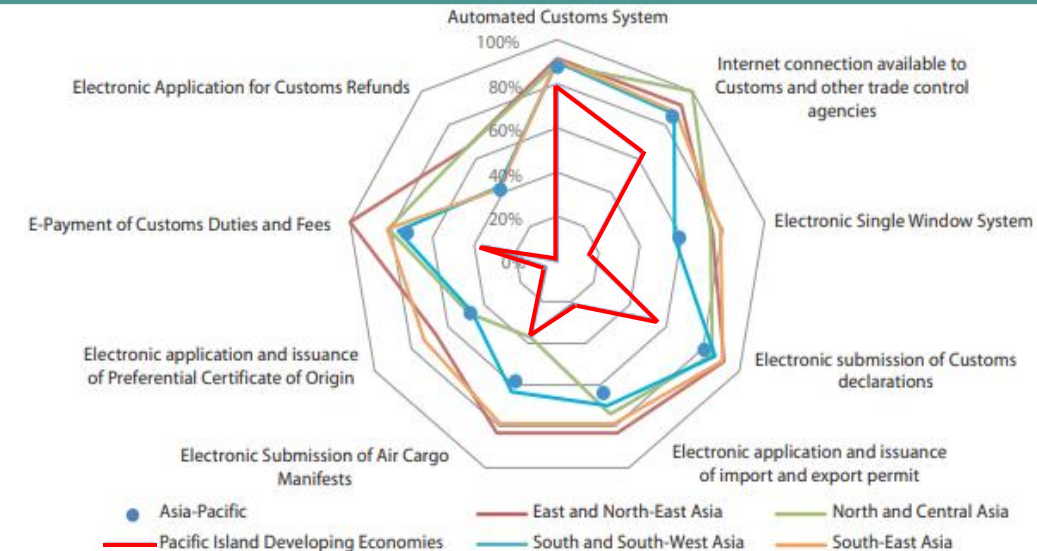 Automated Customs System
100%
Internet connection available to
Customs and other trade control
agencies
Electronic Application for Customs Refunds
80%
60%
40%
E-Payment of Customs Duties and Fees
Electronic Single Window System
20%
0%
Electronic application and issuance
of Preferential Certificate of Origin
Electronic submission of Customs
declarations
Electronic Submission of Air Cargo
Manifests
Electronic application and issuance
of import and export permit
Asia-Pacific
East and North-East Asia
North and Central Asia
Pacific Island Developing Economies
South and South-West Asia
South-East Asia